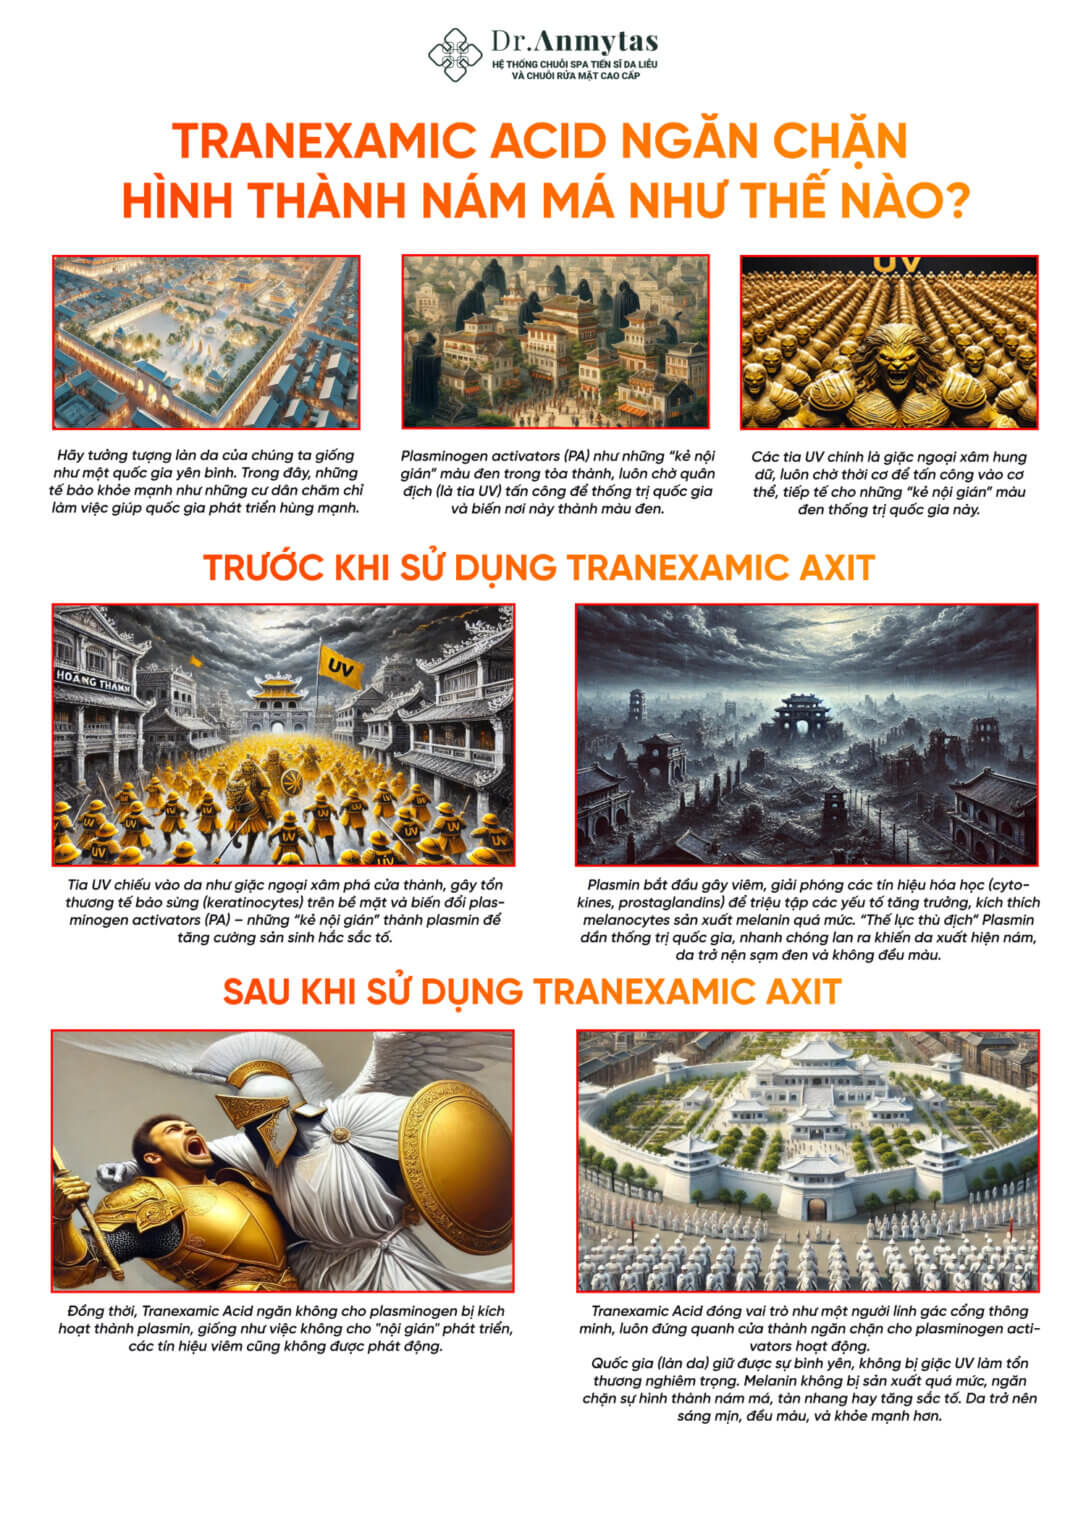 Dr.Anmytas
HỆ THỐNG CHUỖI SPA TIẾN SĨ DA LIỄU
VÀ CHUỖI RỬA MẶT CAO CẤP
TRANEXAMIC ACID NGĂN CHẶN
HÌNH THÀNH NÁM MÁ NHƯ THẾ NÀO?
UV
Hãy tưởng tượng làn da của chúng ta giống
như một quốc gia yên bình. Trong đây, những
tế bào khỏe mạnh như những cư dân chăm chỉ
làm việc giúp quốc gia phát triển hùng mạnh.
Plasminogen activators (PA) như những “kẻ nội
gián” màu đen trong tòa thành, luôn chờ quân
địch (là tia UV) tấn công để thống trị quốc gia
và biến nơi này thành màu đen.
Các tia UV chính là giặc ngoại xâm hung
dữ, luôn chờ thời cơ để tấn công vào cơ
thể, tiếp tế cho những “kẻ nội gián” màu
đen thống trị quốc gia này.
TRƯỚC KHI SỬ DỤNG TRANEXAMIC AXIT
HOÀNG THÀNH
UV
UV
UV
UV
UV
UV
UV
Tia UV chiếu vào da như giặc ngoại xâm phá cửa thành, gây tổn
thương tế bào sừng (keratinocytes) trên bề mặt và biến đổi plas-
minogen activators (PA) – những “kẻ nội gián” thành plasmin để
tăng cường sản sinh hắc sắc tố.
Plasmin bắt đầu gây viêm, giải phóng các tín hiệu hóa học (cyto-
kines, prostaglandins) để triệu tập các yếu tố tăng trưởng, kích thích
melanocytes sản xuất melanin quá mức. “Thế lực thù địch” Plasmin
dần thống trị quốc gia, nhanh chóng lan ra khiến da xuất hiện nám,
da trở nện sạm đen và không đều màu.
SAU KHI SỬ DỤNG TRANEXAMIC AXIT
Đồng thời, Tranexamic Acid ngăn không cho plasminogen bị kích
hoạt thành plasmin, giống như việc không cho "nội gián" phát triển,
các tín hiệu viêm cũng không được phát động.
Tranexamic Acid đóng vai trò như một người lính gác cổng thông
minh, luôn đứng quanh cửa thành ngăn chặn cho plasminogen acti-
vators hoạt động.
Quốc gia (làn da) giữ được sự bình yên, không bị giặc UV làm tổn
thương nghiêm trọng. Melanin không bị sản xuất quá mức, ngăn
chặn sự hình thành nám má, tàn nhang hay tăng sắc tố. Da trở nên
sáng mịn, đều màu, và khỏe mạnh hơn.